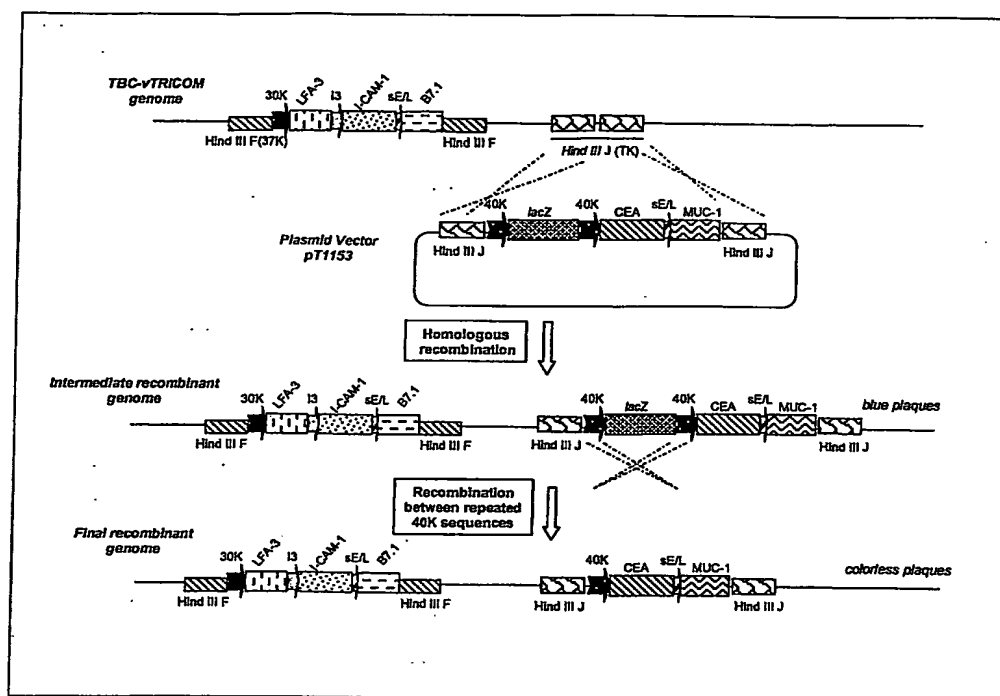 TBC-vTRICOM
genome
30K LFA-3 I3 I-CAM-1 sE/L B7.1
Hind III F(37K) Hind III F Hind III J (TK)
Plasmid Vector
pT1153
40K lacZ 40K CEA sE/L MUC-1
Hind III J Hind III J
Homologous
recombination
Intermediate recombinant
genome
30K LFA-3 I3 I-CAM-1 sE/L B7.1 40K lacZ 40K CEA sE/L MUC-1 blue plaques
Hind III F Hind III F Hind III J Hind III J
Recombination
between repeated
40K sequences
Final recombinant
genome
30K LFA-3 I3 I-CAM-1 sE/L B7.1 40K CEA sE/L MUC-1 colorless plaques
Hind III F Hind III F Hind III J Hind III J